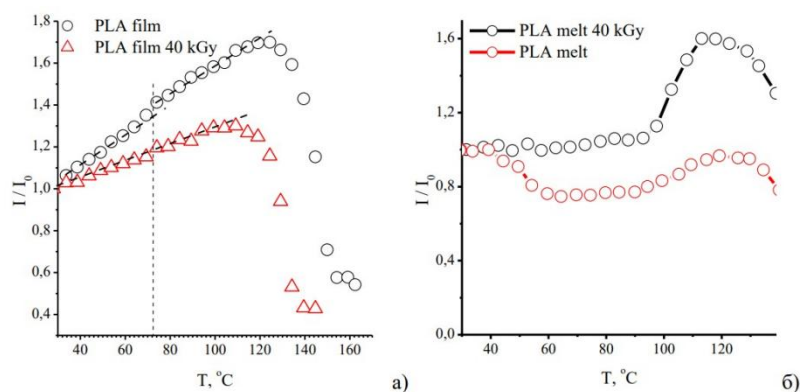 PLA film
PLA film 40 kGy
1,8
1,6
1,4
1,2
1,0
0,8
0,6
0,4
I / I0
40 60 80 100 120 140 160
T, °C
а)
PLA melt 40 kGy
PLA melt
1,6
1,2
0,8
0,4
0,0
I / I0
40 60 80 100 120
T, °C
б)